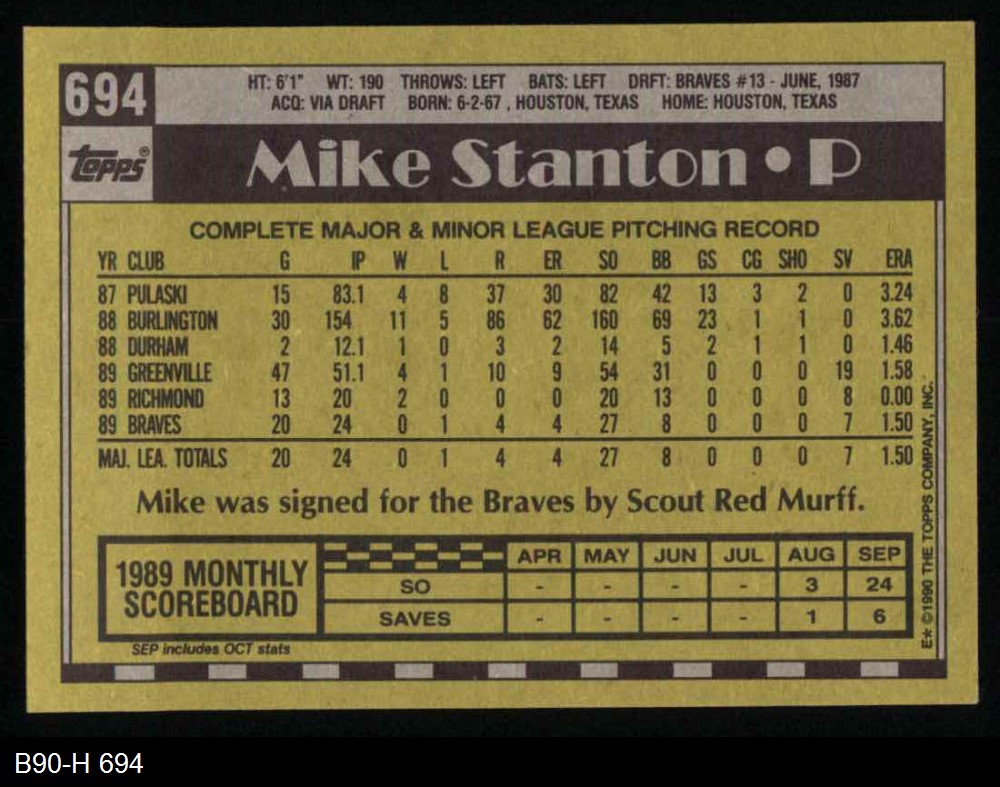 694
HT: 6'1" WT: 190 THROWS: LEFT BATS: LEFT DRFT: BRAVES #13 - JUNE, 1987
ACQ: VIA DRAFT BORN: 6-2-67 , HOUSTON, TEXAS HOME: HOUSTON, TEXAS
Topps®
Mike Stanton • P
COMPLETE MAJOR & MINOR LEAGUE PITCHING RECORD
YR CLUB G IP W L R ER SO BB GS CG SHO SV ERA
87 PULASKI 15 83.1 4 8 37 30 82 42 13 3 2 0 3.24
88 BURLINGTON 30 154 11 5 86 62 160 69 23 1 1 0 3.62
88 DURHAM 2 12.1 1 0 3 2 14 5 2 1 1 0 1.46
89 GREENVILLE 47 51.1 4 1 10 9 54 31 0 0 0 19 1.58
89 RICHMOND 13 20 2 0 0 0 20 13 0 0 0 8 0.00
89 BRAVES 20 24 0 1 4 4 27 8 0 0 0 7 1.50
MAJ. LEA. TOTALS 20 24 0 1 4 4 27 8 0 0 0 7 1.50
Mike was signed for the Braves by Scout Red Murff.
1989 MONTHLY
SCOREBOARD
APR MAY JUN JUL AUG SEP
SO - - - - 3 24
SAVES - - - - 1 6
SEP includes OCT stats
E* ©1990 THE TOPPS COMPANY, INC.
B90-H 694